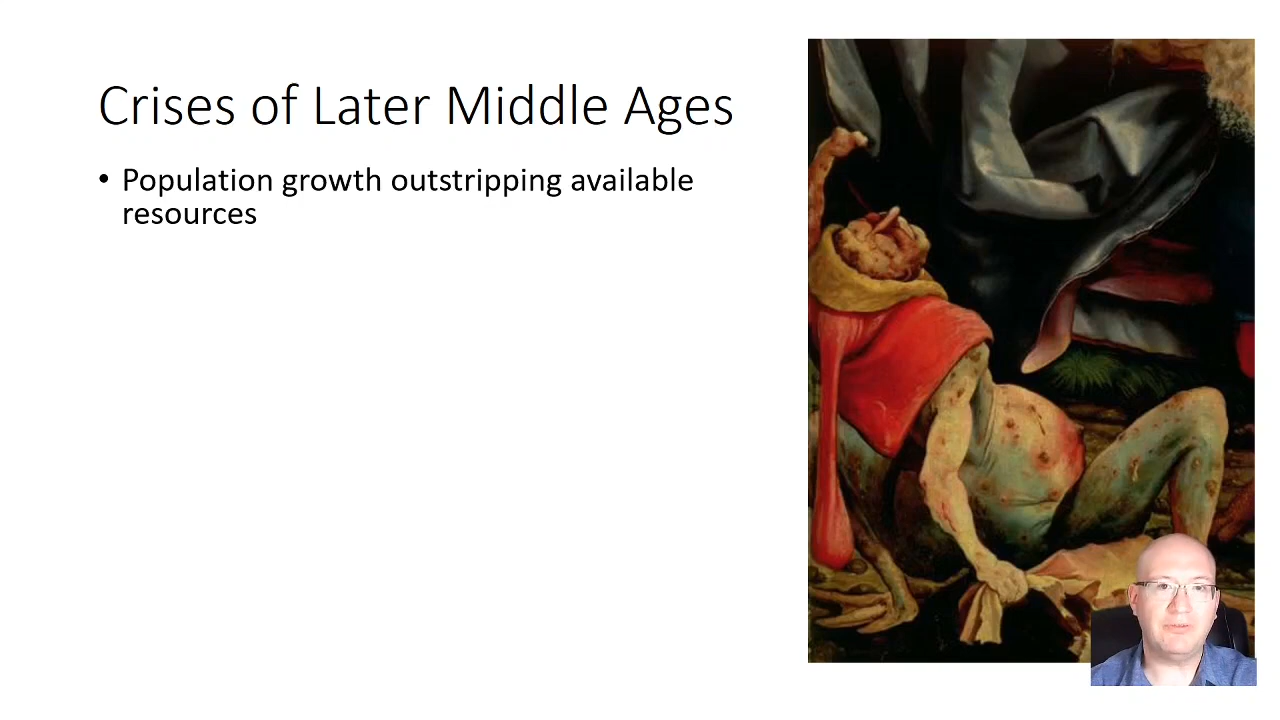 Crises of Later Middle Ages
• Population growth outstripping available
resources